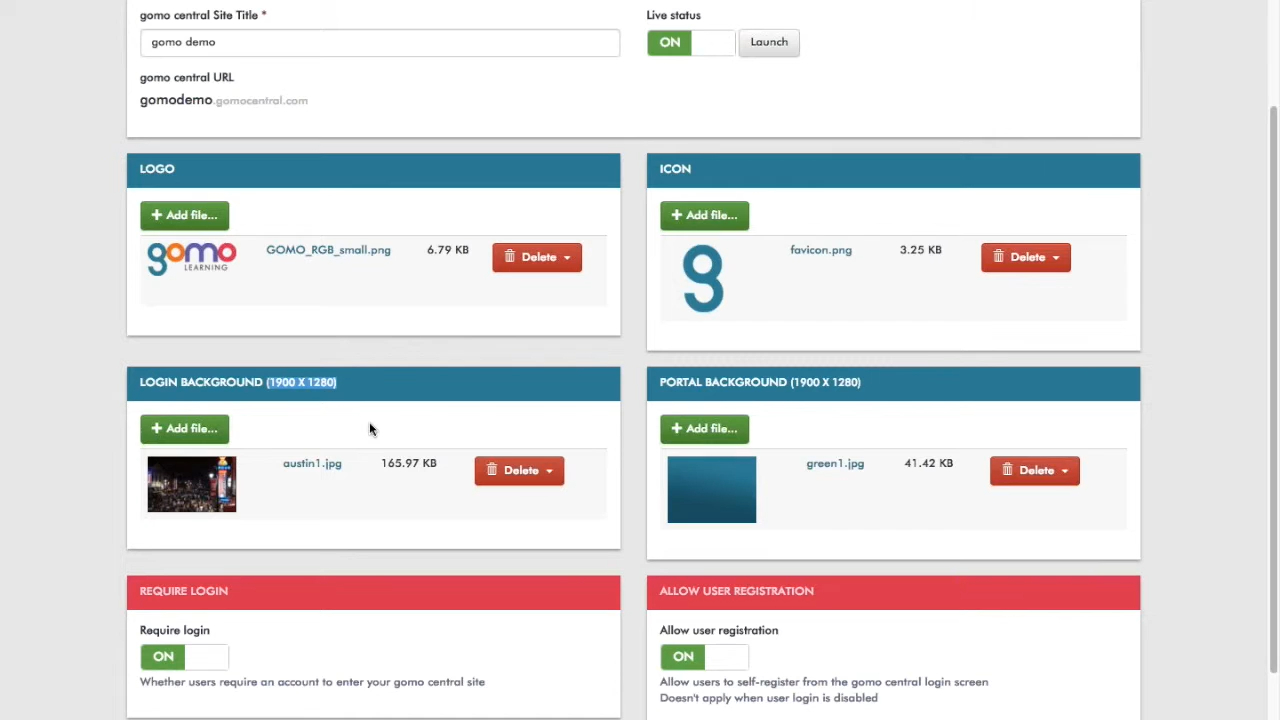 gomo central Site Title *
gomo demo
Live status
ON
Launch
gomo central URL
gomodemo.gomocentral.com
LOGO
Add file...
gomo
LEARNING
GOMO_RGB_small.png
6.79 KB
Delete
ICON
Add file...
g
favicon.png
3.25 KB
Delete
LOGIN BACKGROUND (1900 X 1280)
Add file...
austin1.jpg
165.97 KB
Delete
PORTAL BACKGROUND (1900 X 1280)
Add file...
green1.jpg
41.42 KB
Delete
REQUIRE LOGIN
Require login
ON
Whether users require an account to enter your gomo central site
ALLOW USER REGISTRATION
Allow user registration
ON
Allow users to self-register from the gomo central login screen
Doesn't apply when user login is disabled